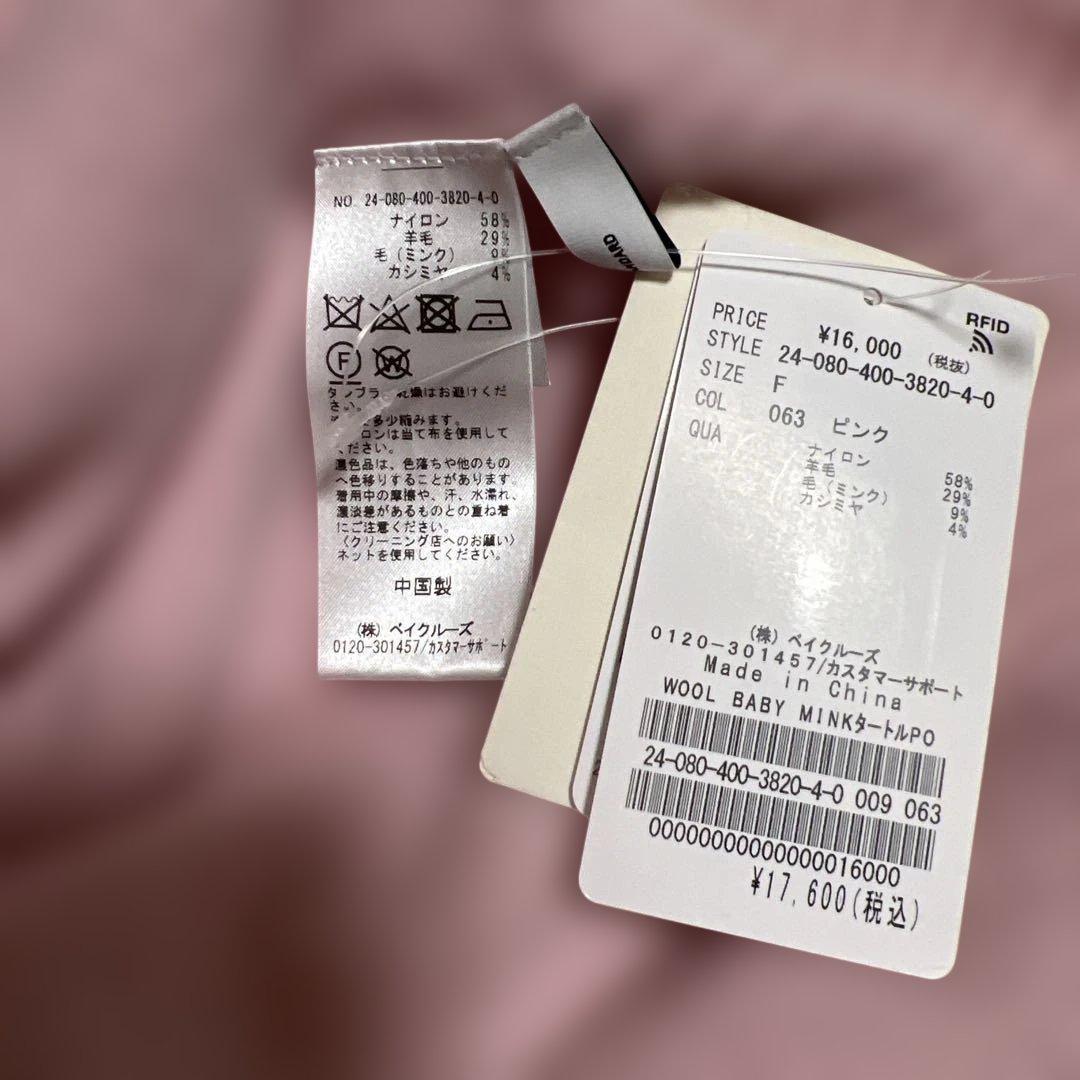 NO. 24-080-400-3820-4-0
ナイロン 58%
羊毛 29%
毛（ミンク） 9%
カシミヤ 4%
F W
乾燥はお避けくだ
さい。
多少縮みます。
ロンは当て布を使用して
ください。
濃色品は、色落ちや他のもの
へ色移りすることがあります。
着用中の摩擦や、汗、水濡れ、
濃淡差があるものとの重ね着
にご注意ください。
〈クリーニング店へのお願い〉
ネットを使用してください。
中国製
（株）ベイクルーズ
0120-301457/カスタマーサポート
RFID
PRICE ¥16,000 （税抜）
STYLE 24-080-400-3820-4-0
SIZE F
COL 063 ピンク
QUA
ナイロン 58%
羊毛 29%
毛（ミンク） 9%
カシミヤ 4%
（株）ベイクルーズ
0120-301457/カスタマーサポート
Made in China
WOOL BABY MINKタートルPO
24-080-400-3820-4-0 009 063
0000000000000016000
¥17,600(税込)